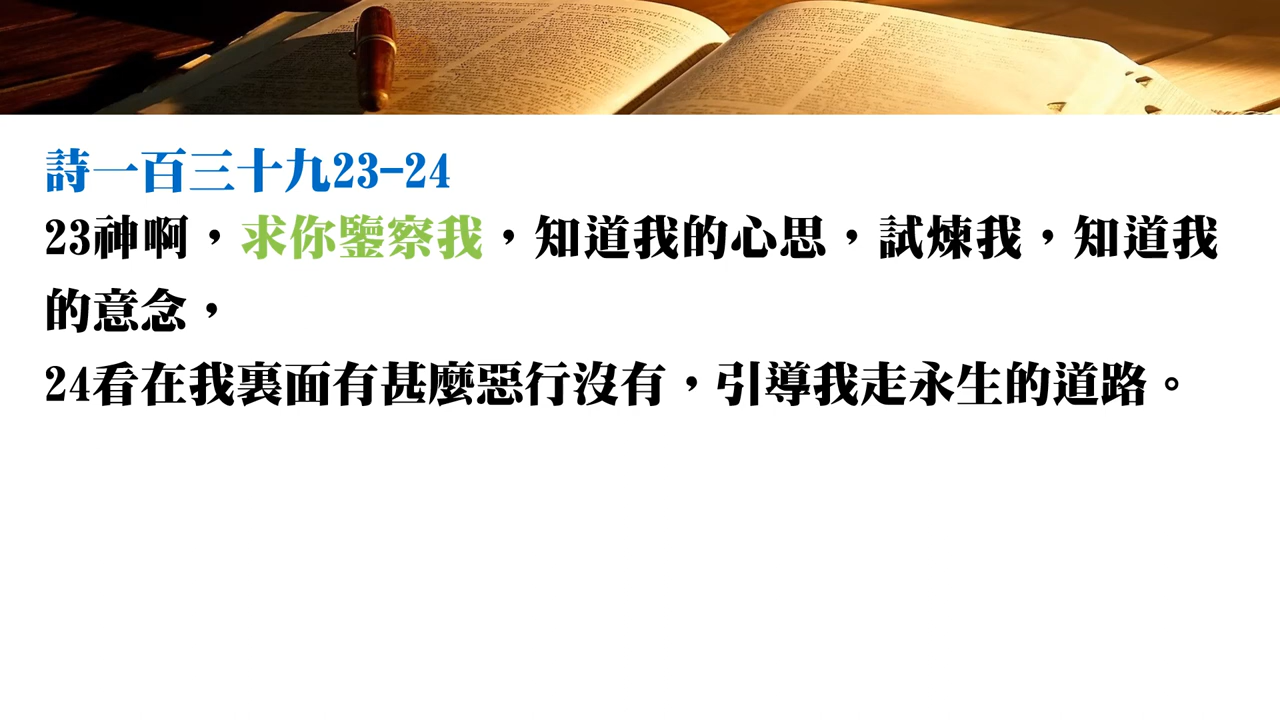 詩一百三十九23-24
23神啊，求你鑒察我，知道我的心思，試煉我，知道我
的意念，
24看在我裏面有甚麼惡行沒有，引導我走永生的道路。